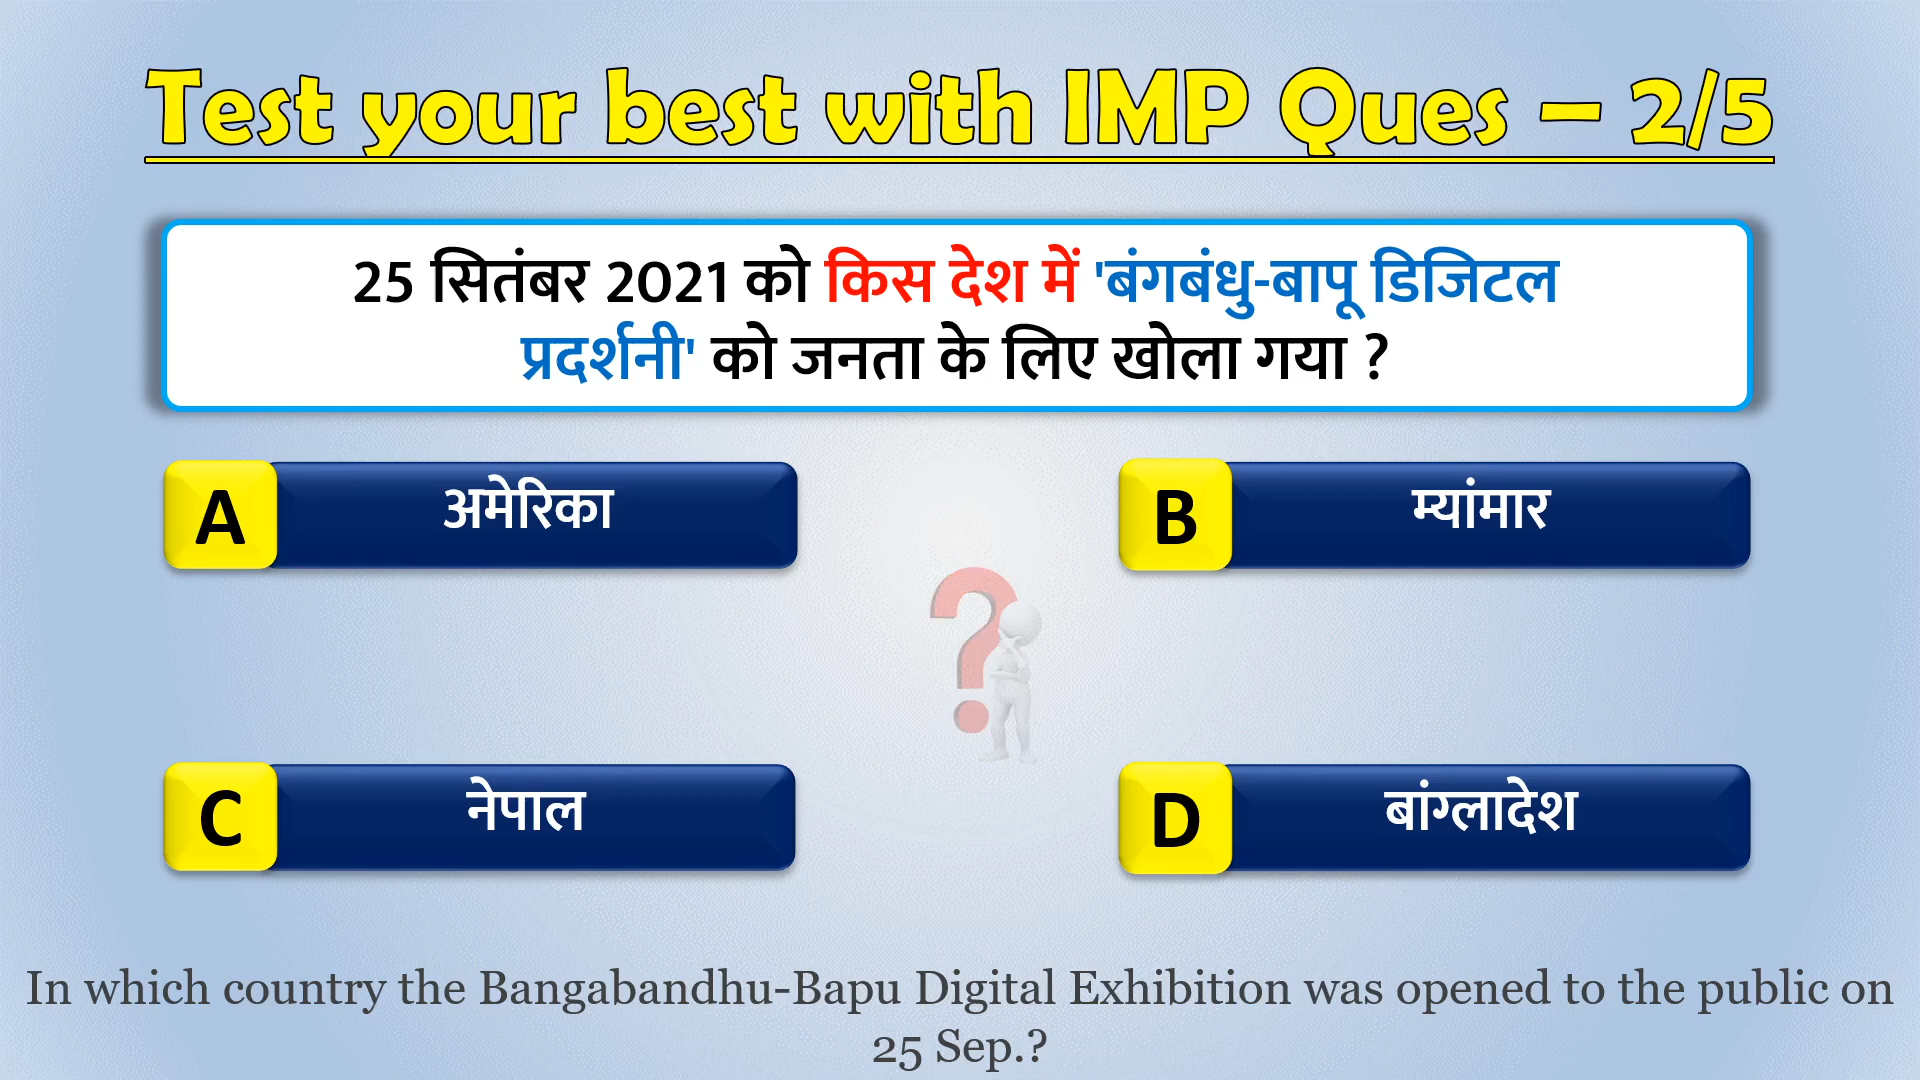 Test your best with IMP Ques – 2/5
25 सितंबर 2021 को किस देश में 'बंगबंधु-बापू डिजिटल
प्रदर्शनी' को जनता के लिए खोला गया ?
A अमेरिका
B म्यांमार
C नेपाल
D बांग्लादेश
In which country the Bangabandhu-Bapu Digital Exhibition was opened to the public on
25 Sep.?